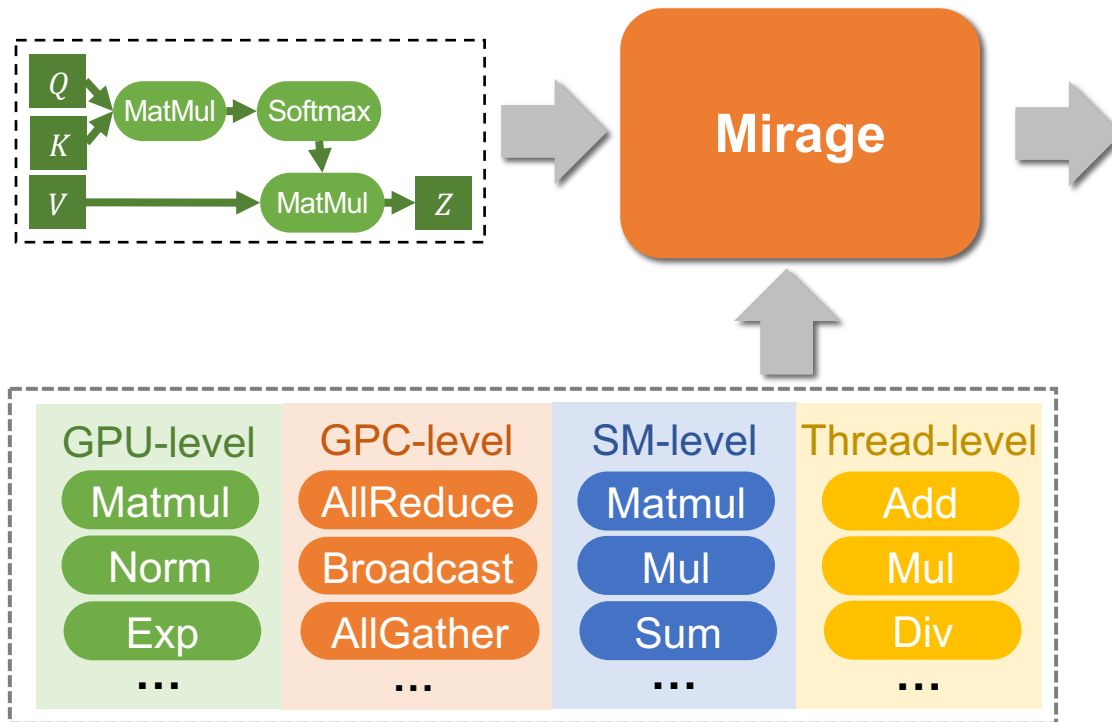 Q
K
V
MatMul
Softmax
MatMul
Z
Mirage
GPU-level
Matmul
Norm
Exp
...
GPC-level
AllReduce
Broadcast
AllGather
...
SM-level
Matmul
Mul
Sum
...
Thread-level
Add
Mul
Div
...